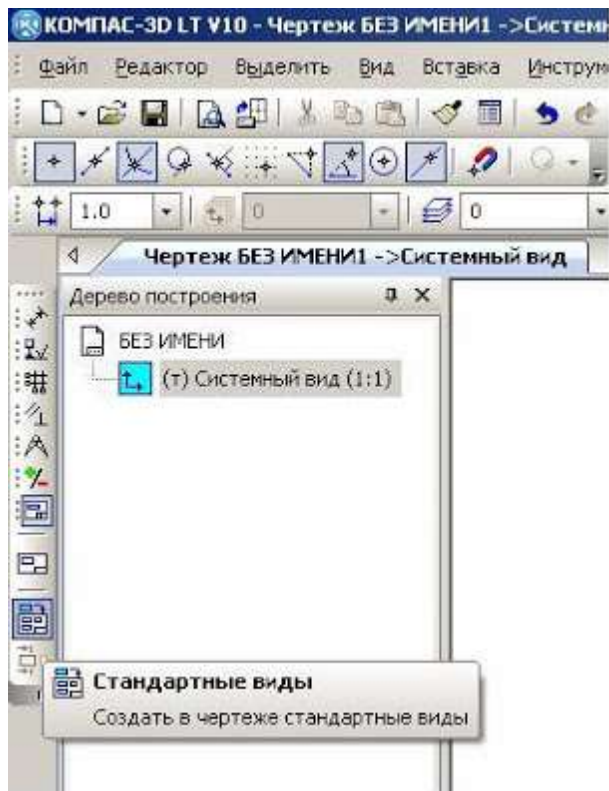 КОМПАС-3D LT V10 - Чертеж БЕЗ ИМЕНИ1 ->Системн
Файл Редактор Выделить Вид Вставка Инструм
1.0 0 0
Чертеж БЕЗ ИМЕНИ1 ->Системный вид
Дерево построения
БЕЗ ИМЕНИ
(т) Системный вид (1:1)
Стандартные виды
Создать в чертеже стандартные виды